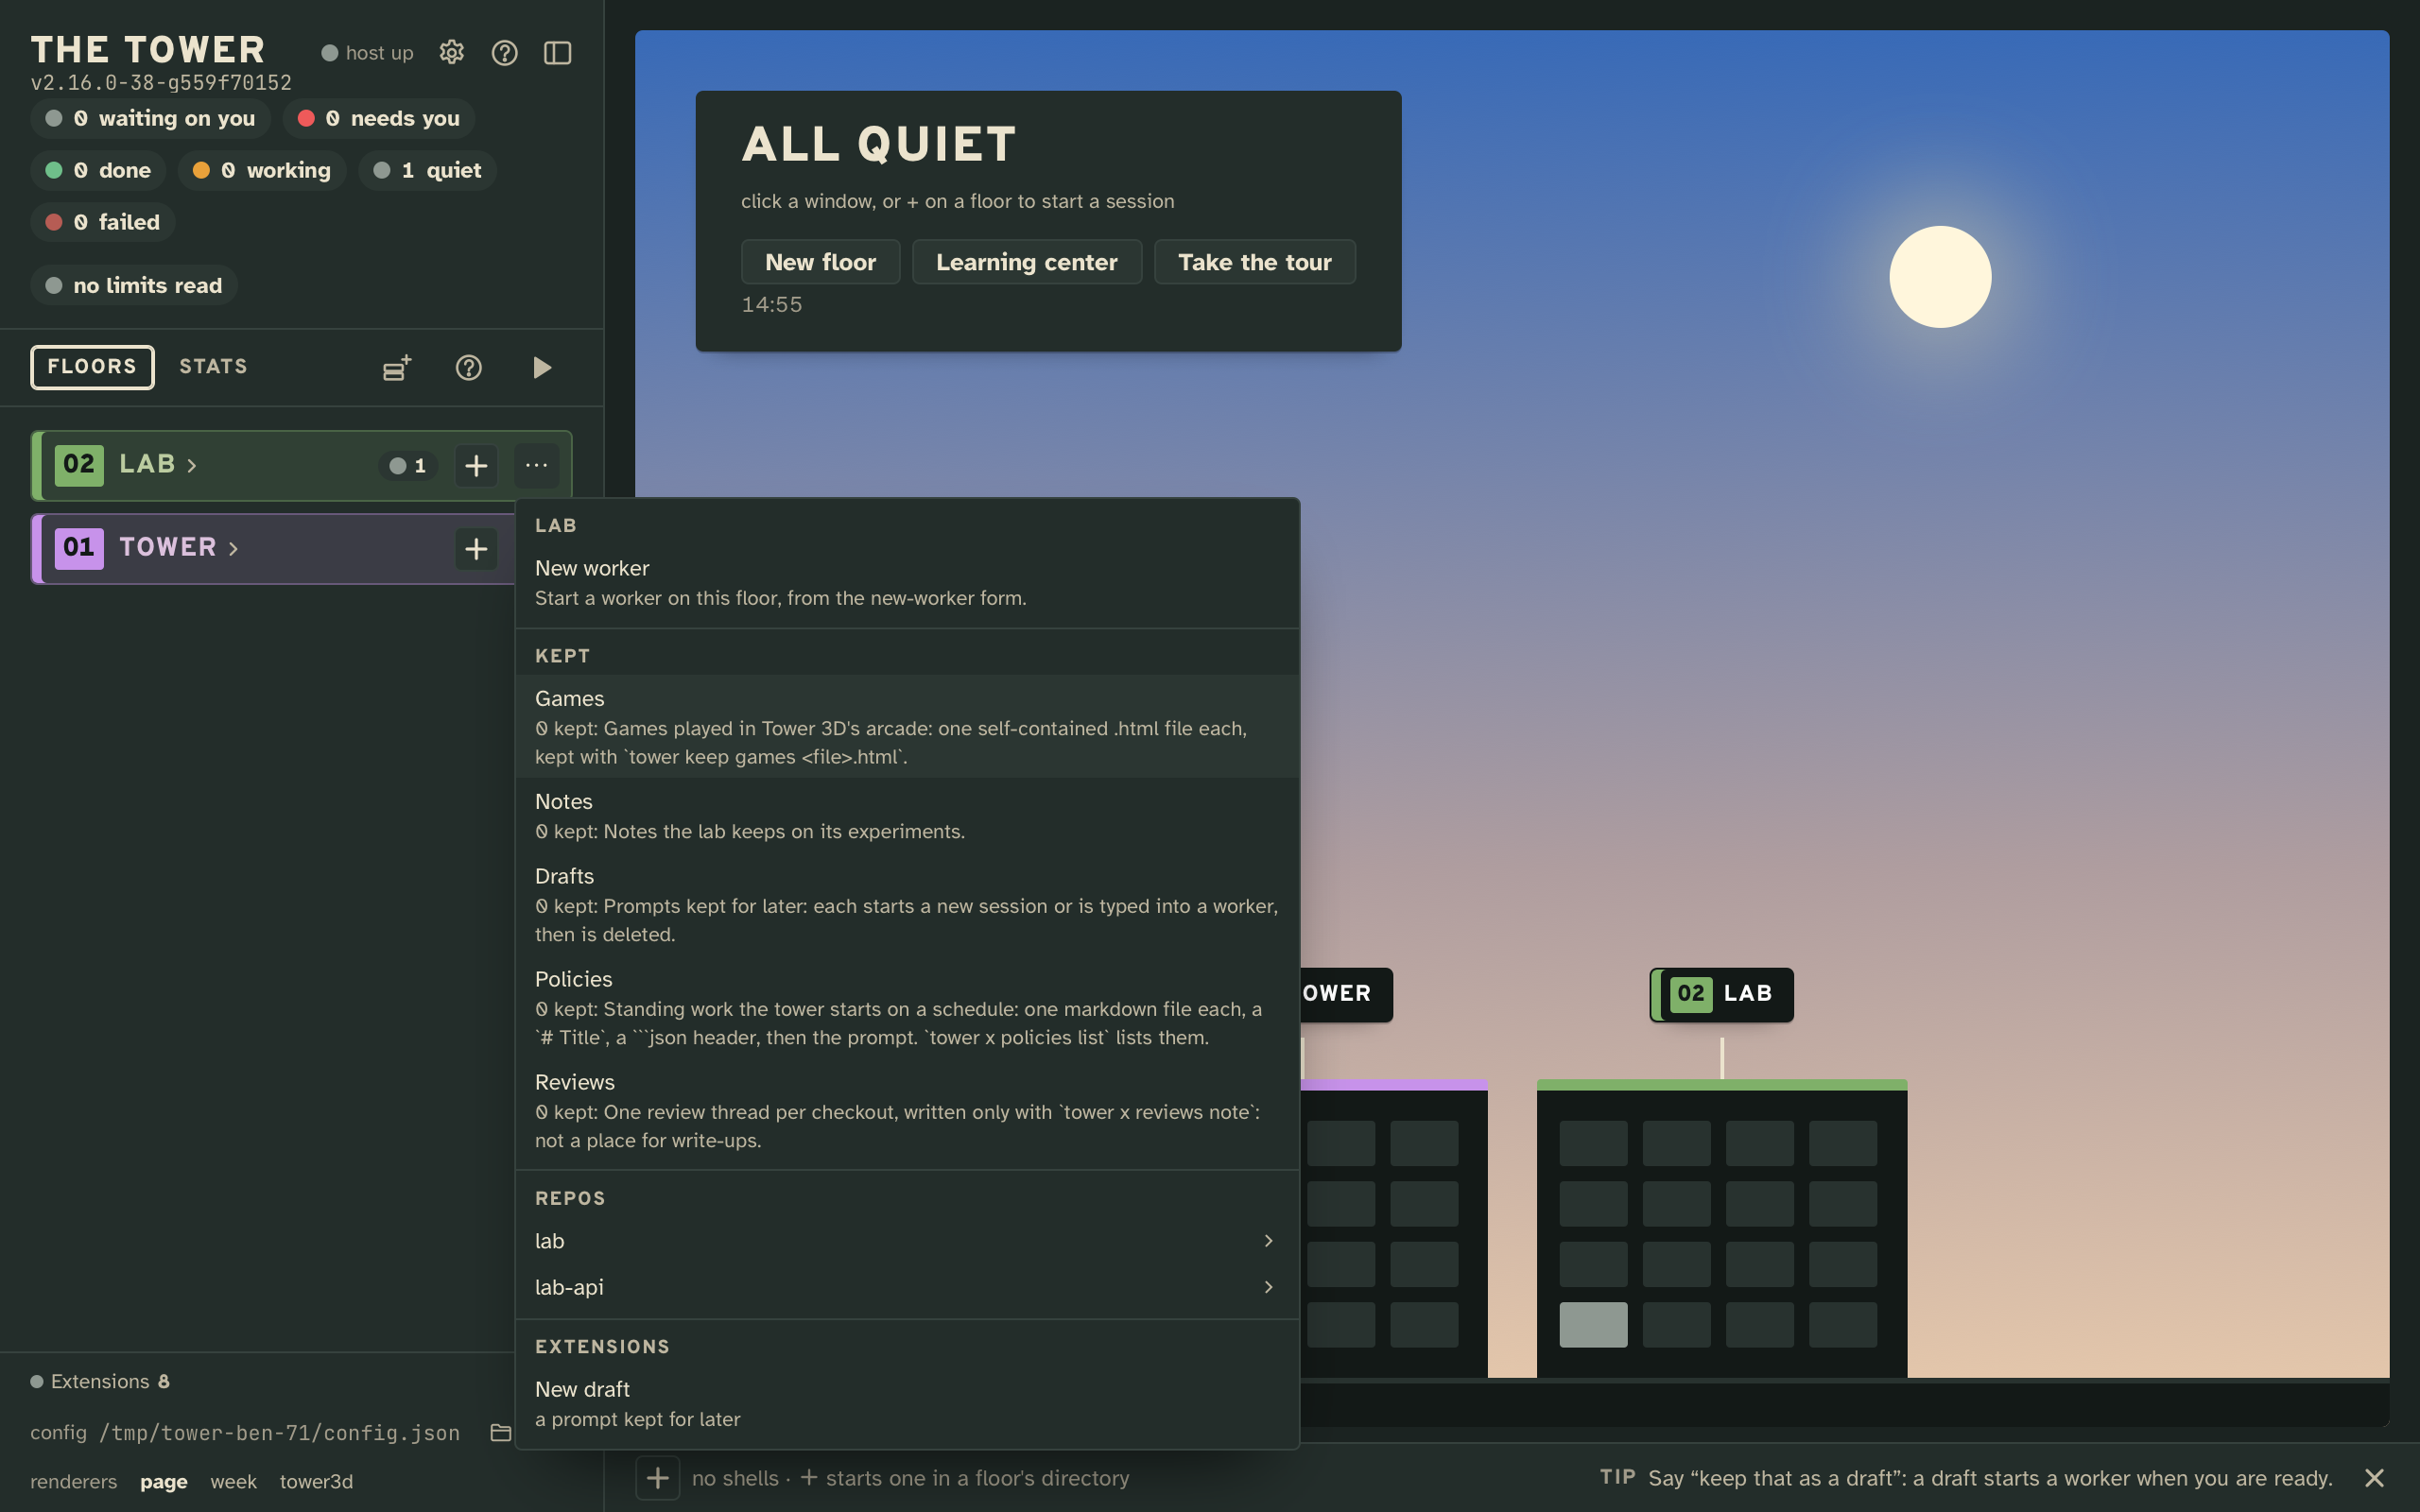 THE TOWER
host up
v2.16.0-38-g559f70152
0 waiting on you
0 needs you
0 done
0 working
1 quiet
0 failed
no limits read
FLOORS
STATS
02 LAB
1
...
01 TOWER
ALL QUIET
click a window, or + on a floor to start a session
New floor
Learning center
Take the tour
14:55
LAB
New worker
Start a worker on this floor, from the new-worker form.
KEPT
Games
0 kept: Games played in Tower 3D's arcade: one self-contained .html file each,
kept with `tower keep games <file>.html`.
Notes
0 kept: Notes the lab keeps on its experiments.
Drafts
0 kept: Prompts kept for later: each starts a new session or is typed into a worker,
then is deleted.
Policies
0 kept: Standing work the tower starts on a schedule: one markdown file each, a
`# Title`, a ```json header, then the prompt. `tower x policies list` lists them.
Reviews
0 kept: One review thread per checkout, written only with `tower x reviews note`:
not a place for write-ups.
REPOS
lab
lab-api
EXTENSIONS
New draft
a prompt kept for later
OWER
02 LAB
Extensions 8
config /tmp/tower-ben-71/config.json
renderers page week tower3d
no shells · + starts one in a floor's directory
TIP Say “keep that as a draft”: a draft starts a worker when you are ready.